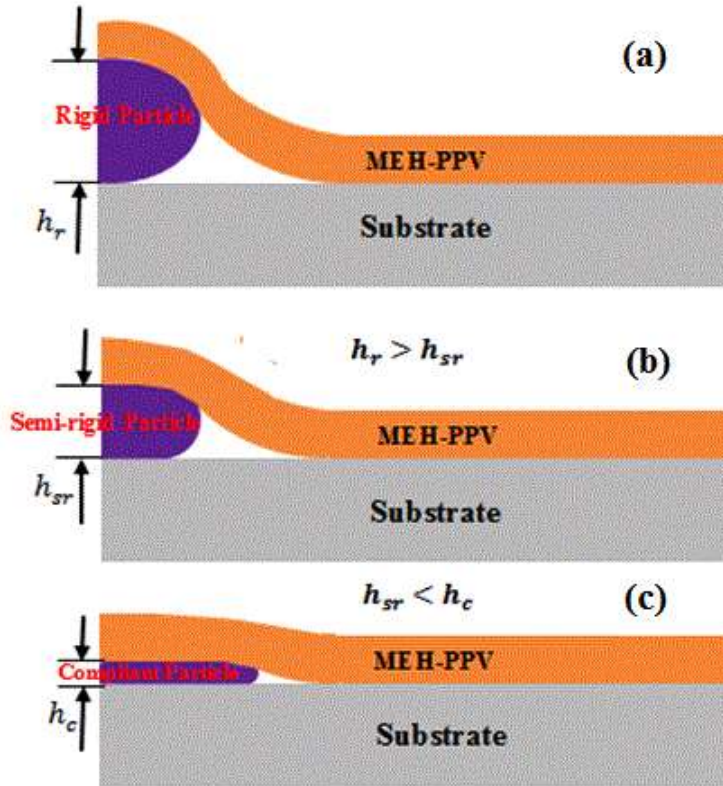 (a)
Rigid Particle
MEH-PPV
h_r
Substrate
h_r > h_sr
(b)
Semi-rigid Particle
MEH-PPV
h_sr
Substrate
h_sr < h_c
(c)
Compliant Particle
MEH-PPV
h_c
Substrate